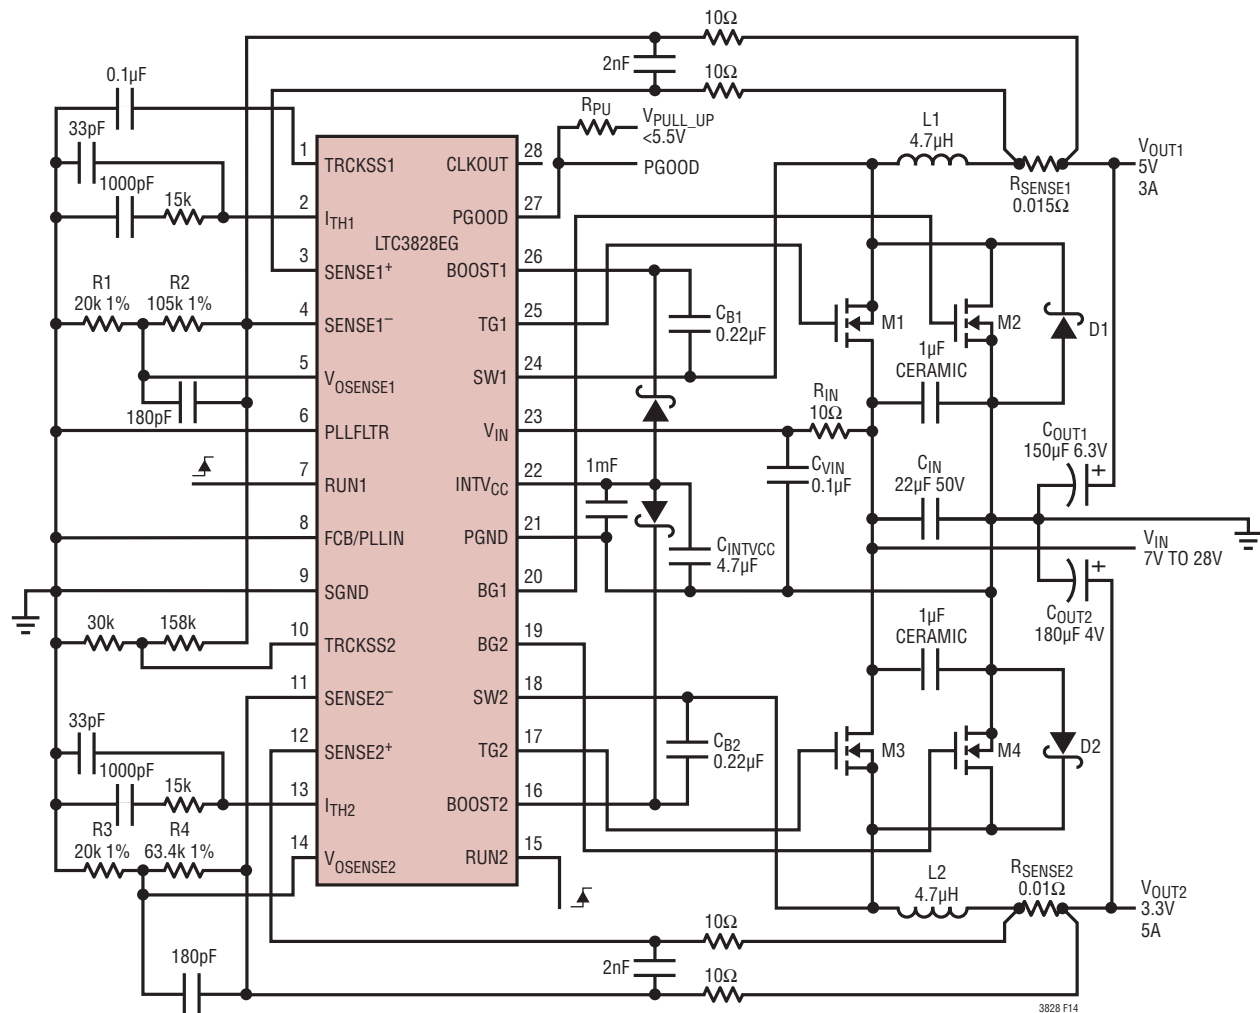 10Ω
2nF
10Ω
0.1µF
33pF
1000pF
15k
R1
20k 1%
R2
105k 1%
180pF
30k
158k
33pF
1000pF
15k
R3
20k 1%
R4
63.4k 1%
180pF
1
2
3
4
5
6
7
8
9
10
11
12
13
14
TRCKSS1
ITH1
LTC3828EG
SENSE1+
SENSE1–
VOSENSE1
PLLFLTR
RUN1
FCB/PLLIN
SGND
TRCKSS2
SENSE2–
SENSE2+
ITH2
VOSENSE2
CLKOUT
PGOOD
BOOST1
TG1
SW1
VIN
INTVCC
PGND
BG1
BG2
SW2
TG2
BOOST2
RUN2
28
27
26
25
24
23
22
21
20
19
18
17
16
15
RPU
VPULL_UP
<5.5V
PGOOD
L1
4.7µH
RSENSE1
0.015Ω
VOUT1
5V
3A
CB1
0.22µF
M1
M2
D1
1µF
CERAMIC
RIN
10Ω
1mF
CVIN
0.1µF
CIN
22µF 50V
COUT1
150µF 6.3V
+
CINTVCC
4.7µF
VIN
7V TO 28V
+
COUT2
180µF 4V
1µF
CERAMIC
CB2
0.22µF
M3
M4
D2
L2
4.7µH
RSENSE2
0.01Ω
VOUT2
3.3V
5A
10Ω
2nF
10Ω
3828 F14